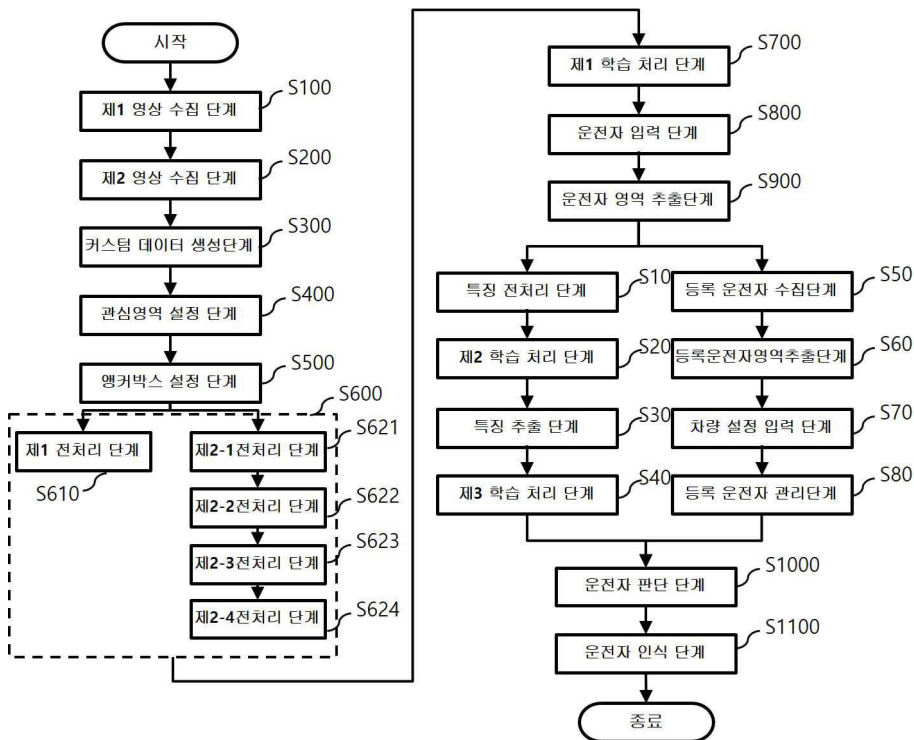 시작
제1 영상 수집 단계
S100
제2 영상 수집 단계
S200
커스텀 데이터 생성단계
S300
관심영역 설정 단계
S400
앵커박스 설정 단계
S500
S600
제1 전처리 단계
S610
제2-1전처리 단계
S621
제2-2전처리 단계
S622
제2-3전처리 단계
S623
제2-4전처리 단계
S624
제1 학습 처리 단계
S700
운전자 입력 단계
S800
운전자 영역 추출단계
S900
특징 전처리 단계
S10
제2 학습 처리 단계
S20
특징 추출 단계
S30
제3 학습 처리 단계
S40
등록 운전자 수집단계
S50
등록운전자영역추출단계
S60
차량 설정 입력 단계
S70
등록 운전자 관리단계
S80
운전자 판단 단계
S1000
운전자 인식 단계
S1100
종료